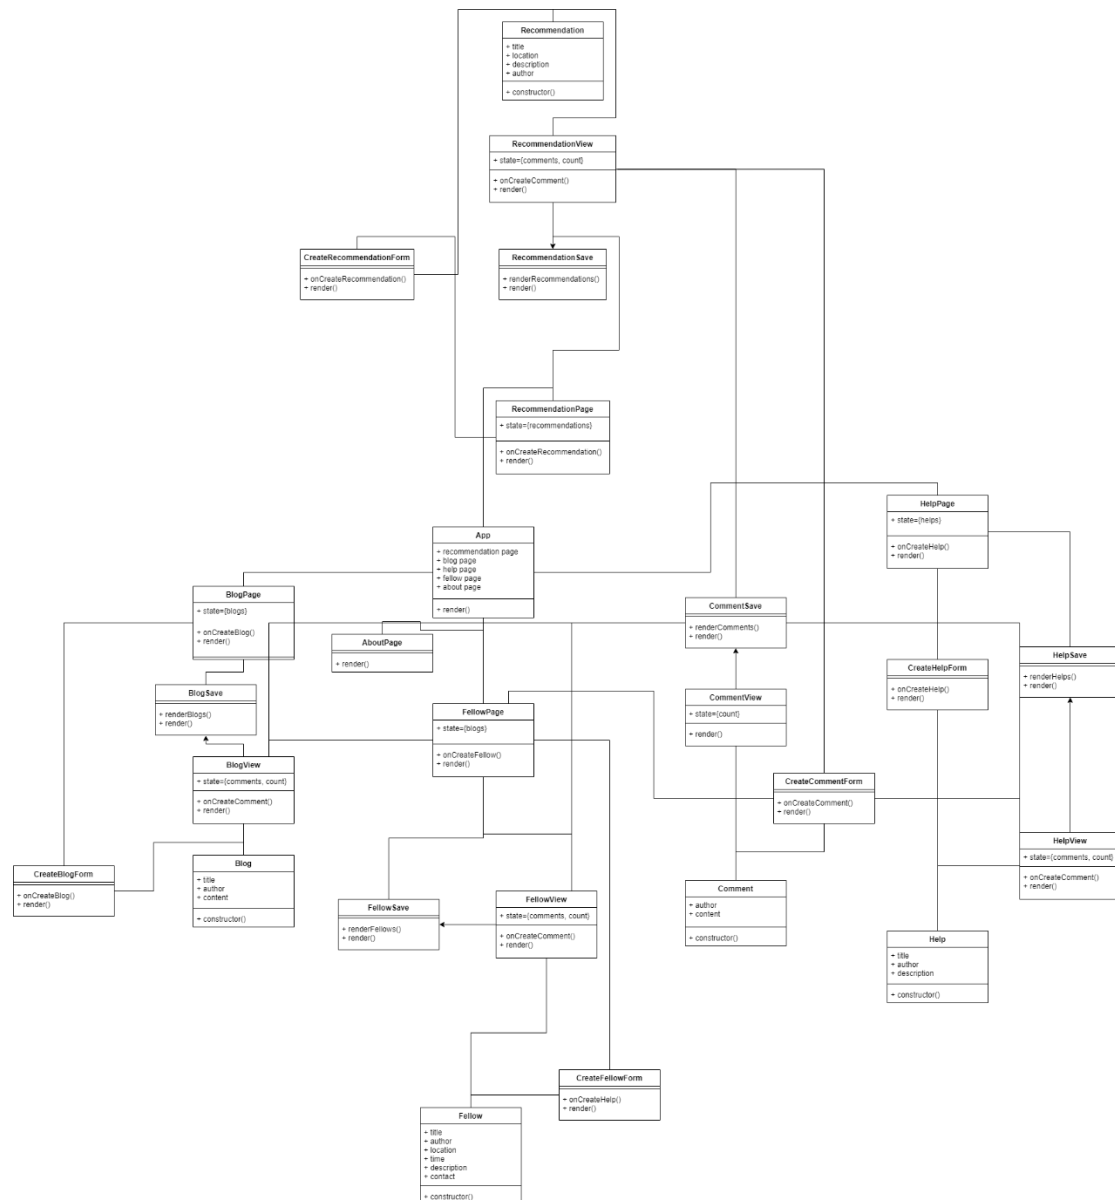 Recommendation
+ title
+ location
+ description
+ author
+ constructor()
RecommendationView
+ state={comments, count}
+ onCreateComment()
+ render()
CreateRecommendationForm
+ onCreateRecommendation()
+ render()
RecommendationSave
+ renderRecommendations()
+ render()
RecommendationPage
+ state={recommendations}
+ onCreateRecommendation()
+ render()
HelpPage
+ state={helps}
+ onCreateHelp()
+ render()
App
+ recommendation page
+ blog page
+ help page
+ fellow page
+ about page
+ render()
BlogPage
+ state={blogs}
+ onCreateBlog()
+ render()
AboutPage
+ render()
CommentSave
+ renderComments()
+ render()
CreateHelpForm
+ onCreateHelp()
+ render()
HelpSave
+ renderHelps()
+ render()
BlogSave
+ renderBlogs()
+ render()
FellowPage
+ state={blogs}
+ onCreateFellow()
+ render()
CommentView
+ state={count}
+ render()
BlogView
+ state={comments, count}
+ onCreateComment()
+ render()
CreateCommentForm
+ onCreateComment()
+ render()
HelpView
+ state={comments, count}
+ onCreateComment()
+ render()
CreateBlogForm
+ onCreateBlog()
+ render()
Blog
+ title
+ author
+ content
+ constructor()
FellowSave
+ renderFellows()
+ render()
FellowView
+ state={comments, count}
+ onCreateComment()
+ render()
Comment
+ author
+ content
+ constructor()
Help
+ title
+ author
+ description
+ constructor()
CreateFellowForm
+ onCreateHelp()
+ render()
Fellow
+ title
+ author
+ location
+ time
+ description
+ contact
+ constructor()